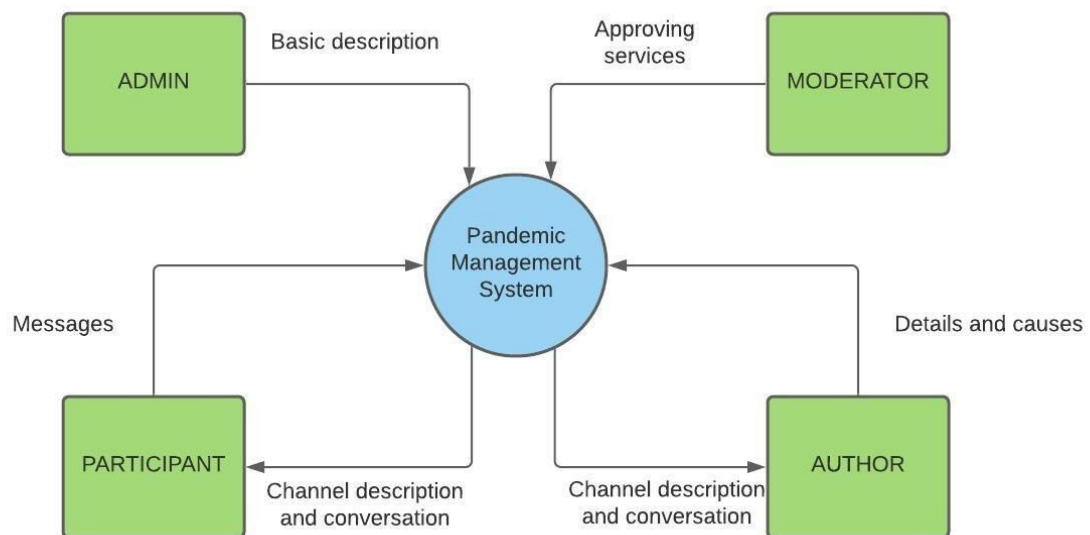 Basic description
Approving
services
ADMIN
MODERATOR
Pandemic
Management
System
Messages
Details and causes
PARTICIPANT
AUTHOR
Channel description
and conversation
Channel description
and conversation